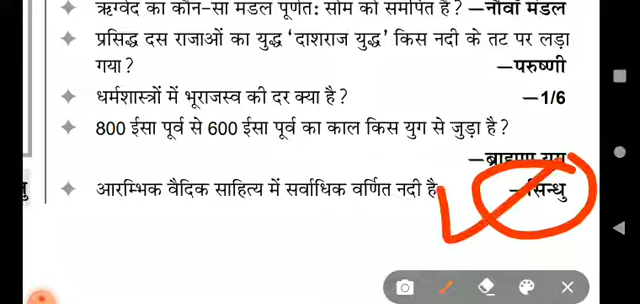 ऋग्वेद का कौन-सा मंडल पूर्णत: सोम को समर्पित है? —नौवाँ मंडल
✦ प्रसिद्ध दस राजाओं का युद्ध ‘दाशराज युद्ध’ किस नदी के तट पर लड़ा
गया? —परुष्णी
✦ धर्मशास्त्रों में भूराजस्व की दर क्या है? —1/6
✦ 800 ईसा पूर्व से 600 ईसा पूर्व का काल किस युग से जुड़ा है?
—ब्राह्मण युग
✦ आरम्भिक वैदिक साहित्य में सर्वाधिक वर्णित नदी है —सिन्धु